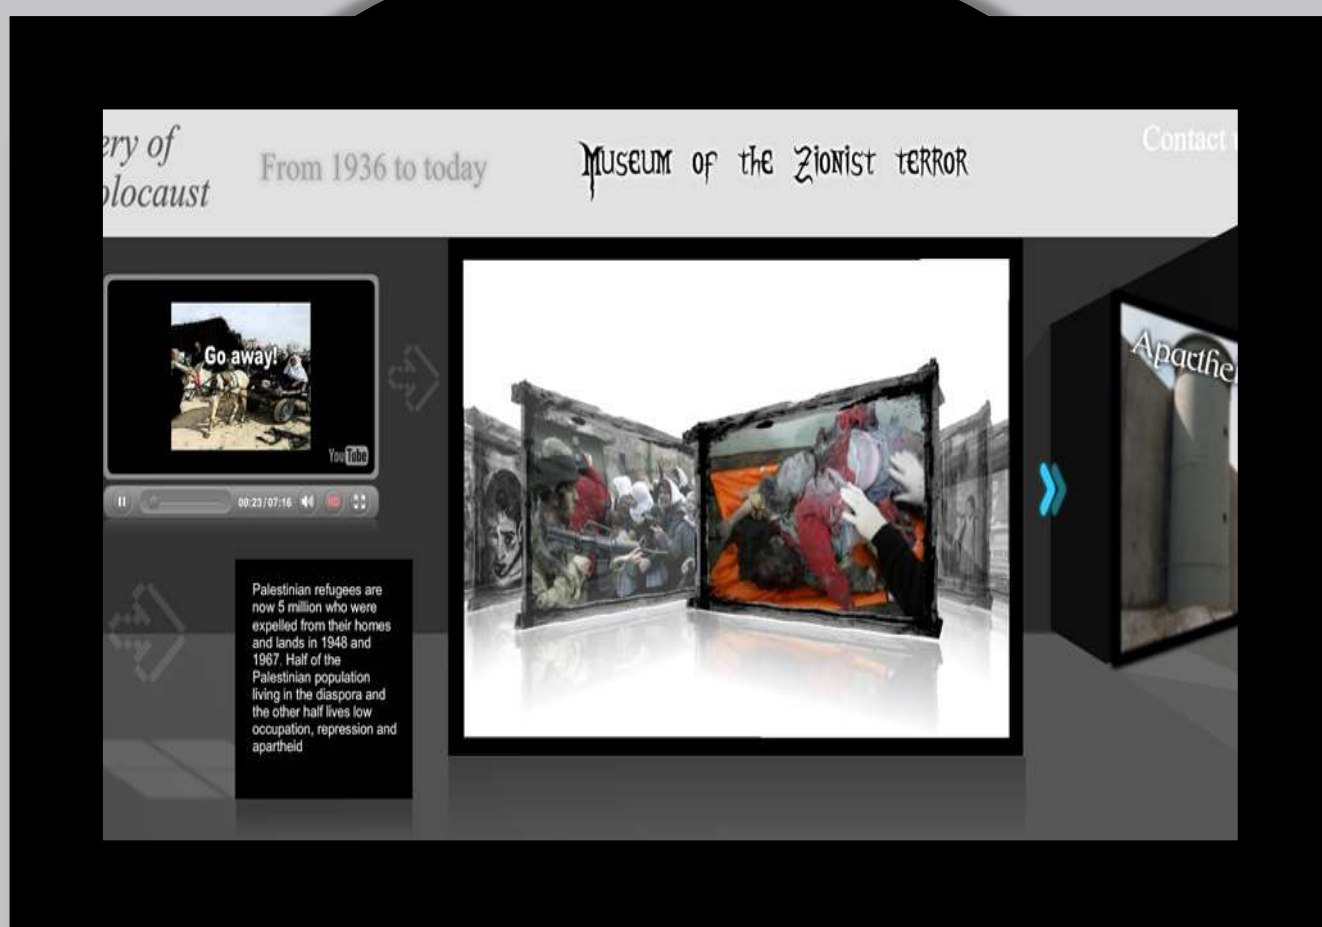 ery of
olocaust
From 1936 to today
Museum of the Zionist terror
Contact
Go away!
YouTube
00:23/07:16
HD
Aparthe
Palestinian refugees are
now 5 million who were
expelled from their homes
and lands in 1948 and
1967. Half of the
Palestinian population
living in the diaspora and
the other half lives low
occupation, repression and
apartheid